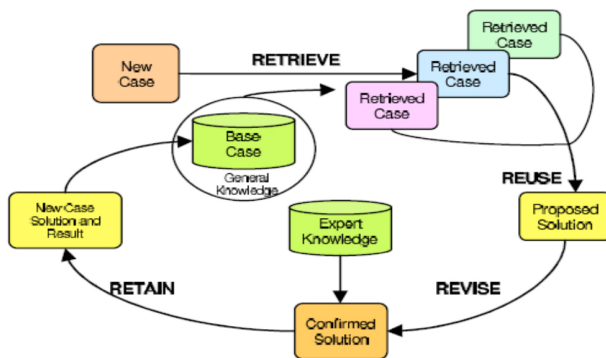 Retrieved
Case
New
Case
RETRIEVE
Retrieved
Case
Retrieved
Case
Base
Case
General
Knowledge
REUSE
New Case
Solution and
Result
Expert
Knowledge
Proposed
Solution
RETAIN
REVISE
Confirmed
Solution